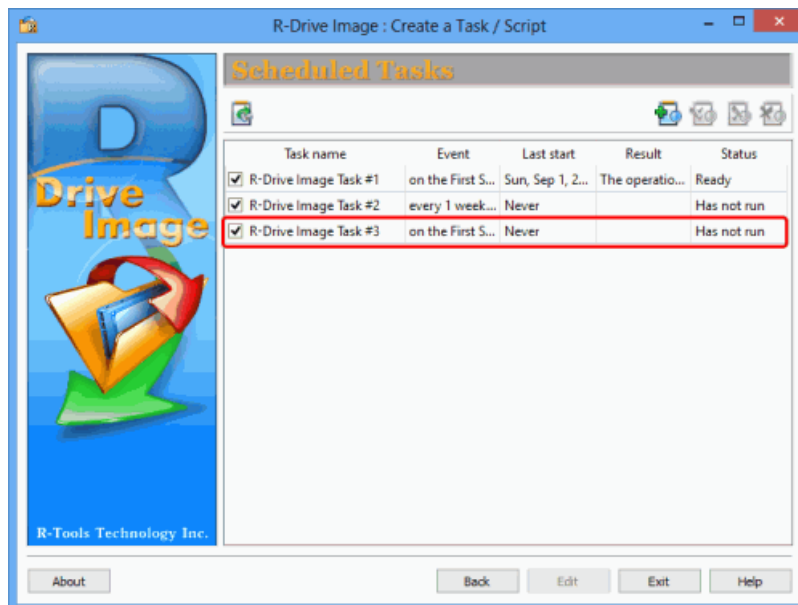 R-Drive Image : Create a Task / Script
Scheduled Tasks
Task name Event Last start Result Status
R-Drive Image Task #1 on the First S... Sun, Sep 1, 2... The operatio... Ready
R-Drive Image Task #2 every 1 week... Never Has not run
R-Drive Image Task #3 on the First S... Never Has not run
R
Drive
Image
R-Tools Technology Inc.
About Back Edit Exit Help